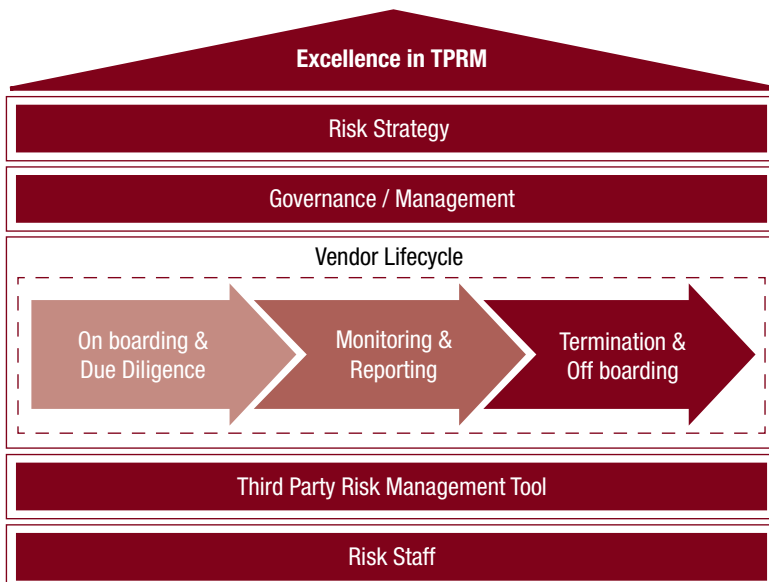 Excellence in TPRM
Risk Strategy
Governance / Management
Vendor Lifecycle
On boarding &
Due Diligence
Monitoring &
Reporting
Termination &
Off boarding
Third Party Risk Management Tool
Risk Staff